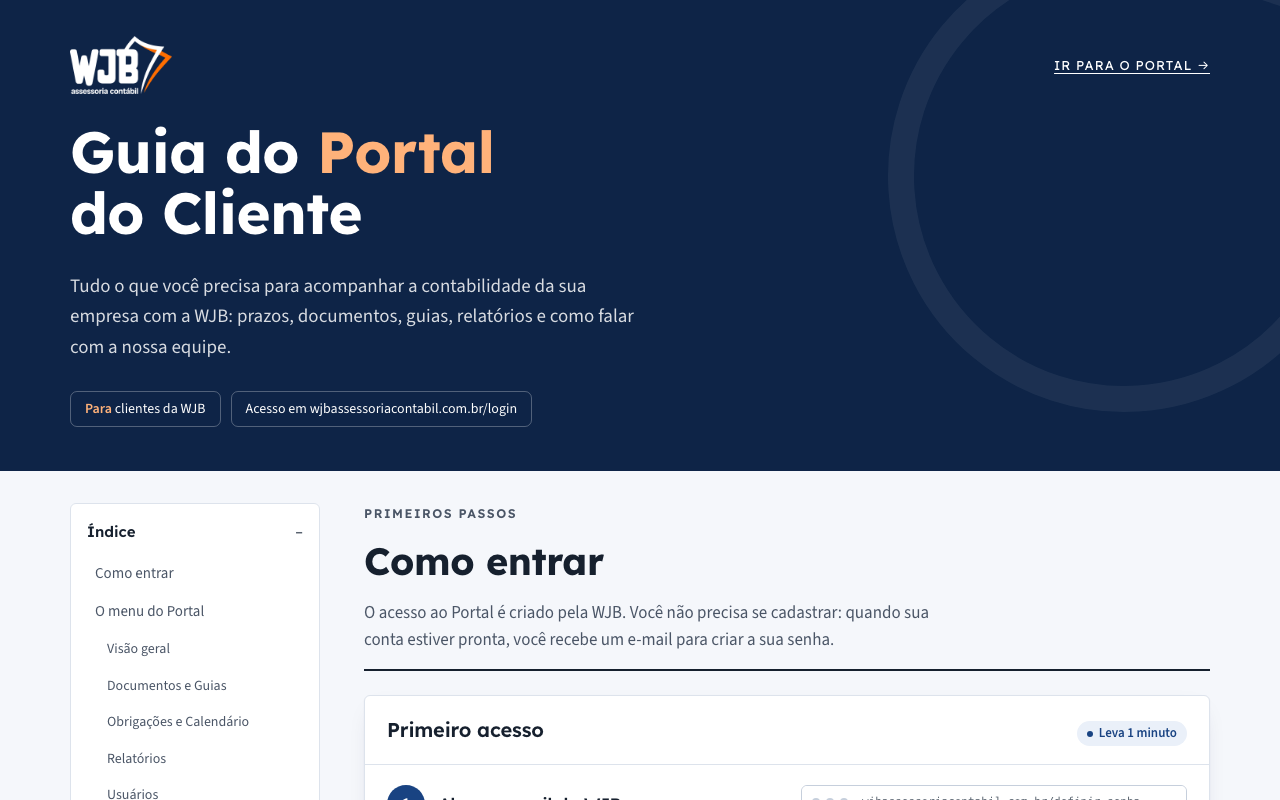 WJB
assessoria contábil
IR PARA O PORTAL →
Guia do Portal
do Cliente
Tudo o que você precisa para acompanhar a contabilidade da sua
empresa com a WJB: prazos, documentos, guias, relatórios e como falar
com a nossa equipe.
Para clientes da WJB
Acesso em wjbassessoriacontabil.com.br/login
Índice –
Como entrar
O menu do Portal
Visão geral
Documentos e Guias
Obrigações e Calendário
Relatórios
Usuários
PRIMEIROS PASSOS
Como entrar
O acesso ao Portal é criado pela WJB. Você não precisa se cadastrar: quando sua
conta estiver pronta, você recebe um e-mail para criar a sua senha.
Primeiro acesso
Leva 1 minuto